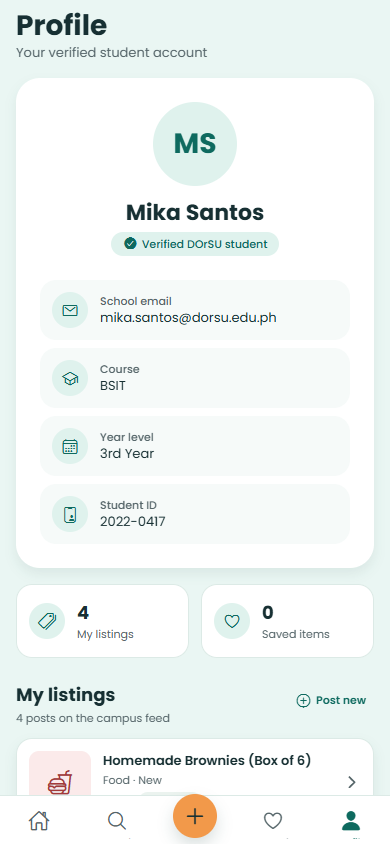 Profile
Your verified student account
MS
Mika Santos
Verified DOrSU student
School email
mika.santos@dorsu.edu.ph
Course
BSIT
Year level
3rd Year
Student ID
2022-0417
4
My listings
0
Saved items
My listings
Post new
4 posts on the campus feed
Homemade Brownies (Box of 6)
Food · New